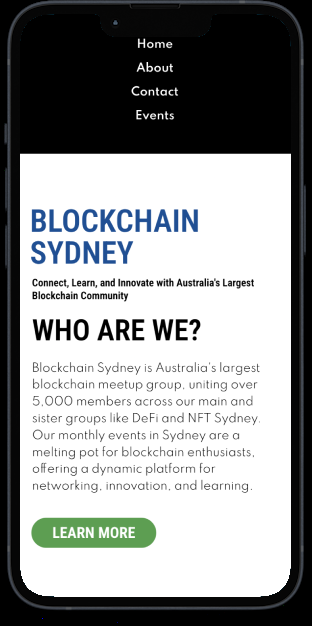 Home
About
Contact
Events
BLOCKCHAIN
SYDNEY
Connect, Learn, and Innovate with Australia's Largest
Blockchain Community
WHO ARE WE?
Blockchain Sydney is Australia's largest
blockchain meetup group, uniting over
5,000 members across our main and
sister groups like DeFi and NFT Sydney.
Our monthly events in Sydney are a
melting pot for blockchain enthusiasts,
offering a dynamic platform for
networking, innovation, and learning.
LEARN MORE